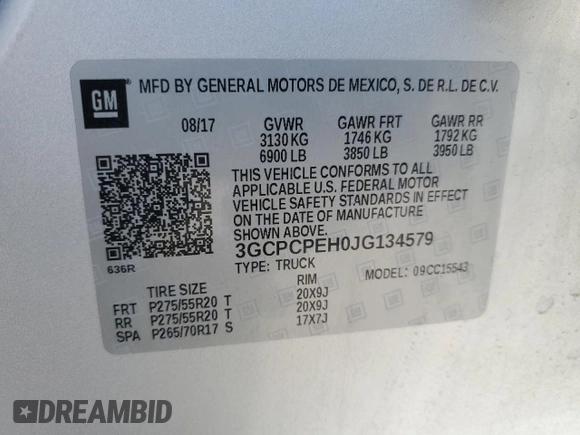 GM
MFD BY GENERAL MOTORS DE MEXICO, S. DE R.L. DE C.V.
08/17 GVWR GAWR FRT GAWR RR
3130 KG 1746 KG 1792 KG
6900 LB 3850 LB 3950 LB
THIS VEHICLE CONFORMS TO ALL
APPLICABLE U.S. FEDERAL MOTOR
VEHICLE SAFETY STANDARDS IN EFFECT
ON THE DATE OF MANUFACTURE
SHOWN ABOVE.
3GCPCPEH0JG134579
636R
TYPE: TRUCK MODEL: 09CC15543
TIRE SIZE RIM
FRT P275/55R20 T 20X9J
RR P275/55R20 T 20X9J
SPA P265/70R17 S 17X7J
DREAMBID